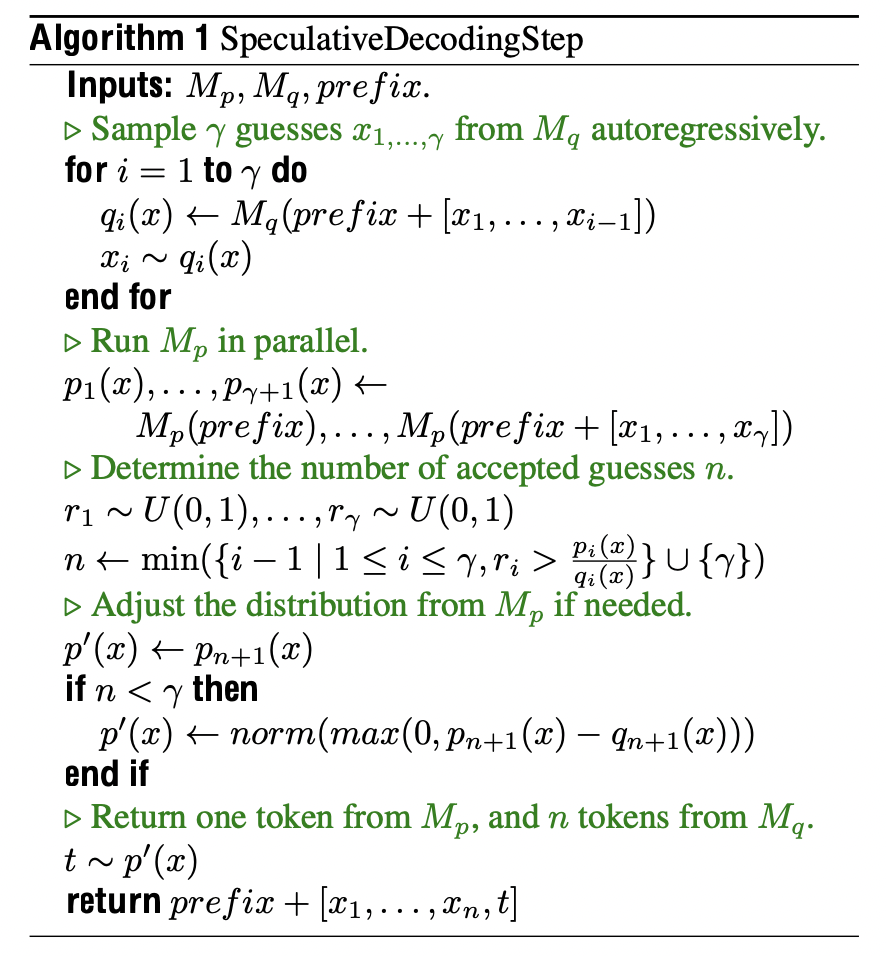 Algorithm 1 SpeculativeDecodingStep
Inputs: $M_p, M_q, prefix$.
▷ Sample $\gamma$ guesses $x_{1,\ldots,\gamma}$ from $M_q$ autoregressively.
for $i = 1$ to $\gamma$ do
$q_i(x) \leftarrow M_q(prefix + [x_1, \ldots, x_{i-1}])$
$x_i \sim q_i(x)$
end for
▷ Run $M_p$ in parallel.
$p_1(x), \ldots, p_{\gamma+1}(x) \leftarrow$
$M_p(prefix), \ldots, M_p(prefix + [x_1, \ldots, x_\gamma])$
▷ Determine the number of accepted guesses $n$.
$r_1 \sim U(0,1), \ldots, r_\gamma \sim U(0,1)$
$n \leftarrow \min(\{i - 1 \mid 1 \leq i \leq \gamma, r_i > \frac{p_i(x)}{q_i(x)}\} \cup \{\gamma\})$
▷ Adjust the distribution from $M_p$ if needed.
$p'(x) \leftarrow p_{n+1}(x)$
if $n < \gamma$ then
$p'(x) \leftarrow norm(max(0, p_{n+1}(x) - q_{n+1}(x)))$
end if
▷ Return one token from $M_p$, and $n$ tokens from $M_q$.
$t \sim p'(x)$
return $prefix + [x_1, \ldots, x_n, t]$